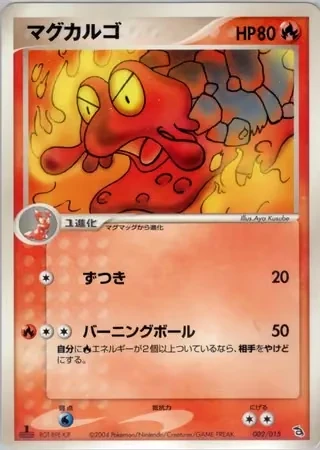 マグカルゴ HP80
Illus.Aya Kusube
1進化
マグマッグから進化
ずつき 20
バーニングボール 50
自分に エネルギーが2個以上ついているなら、相手をやけど
にする。
弱点 抵抗力 にげる
1
©2004 Pokémon/Nintendo/Creatures/GAME FREAK. 002/015